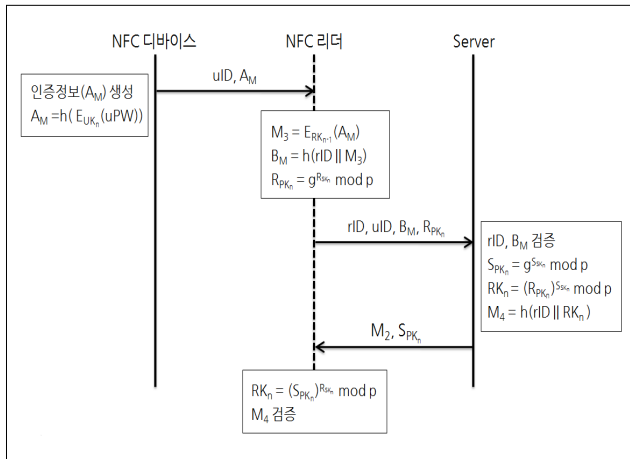 NFC 디바이스
NFC 리더
Server
uID, A_M
인증정보(A_M) 생성
A_M =h( E_UK_n(uPW))
M_3 = E_RK_n-1(A_M)
B_M = h(rID || M_3)
R_PK_n = g^R_SK_n mod p
rID, uID, B_M, R_PK_n
rID, B_M 검증
S_PK_n = g^S_SK_n mod p
RK_n = (R_PK_n)^S_SK_n mod p
M_4 = h(rID || RK_n)
M_2, S_PK_n
RK_n = (S_PK_n)^R_SK_n mod p
M_4 검증